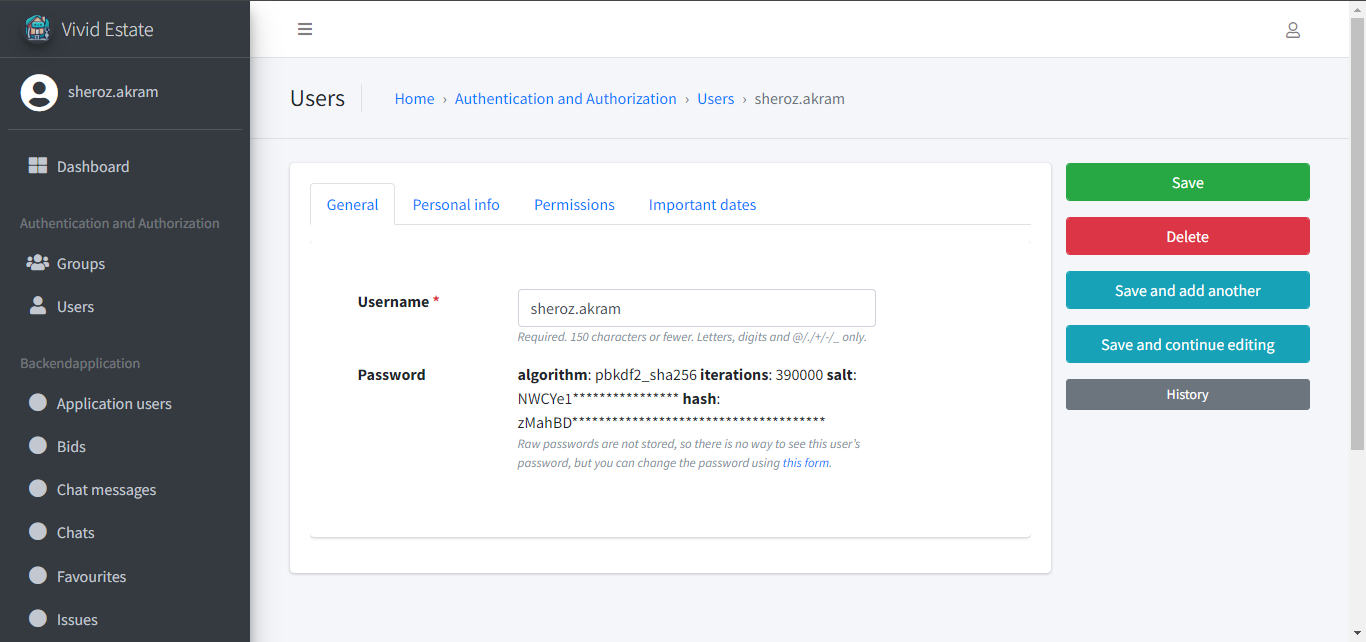 Vivid Estate
sheroz.akram
Dashboard
Authentication and Authorization
Groups
Users
Backendapplication
Application users
Bids
Chat messages
Chats
Favourites
Issues
Users
Home › Authentication and Authorization › Users › sheroz.akram
General Personal info Permissions Important dates
Username *
sheroz.akram
Required. 150 characters or fewer. Letters, digits and @/./+/-/_ only.
Password
algorithm: pbkdf2_sha256 iterations: 390000 salt:
NWCYe1**************** hash:
zMahBD**************************************
Raw passwords are not stored, so there is no way to see this user's
password, but you can change the password using this form.
Save
Delete
Save and add another
Save and continue editing
History